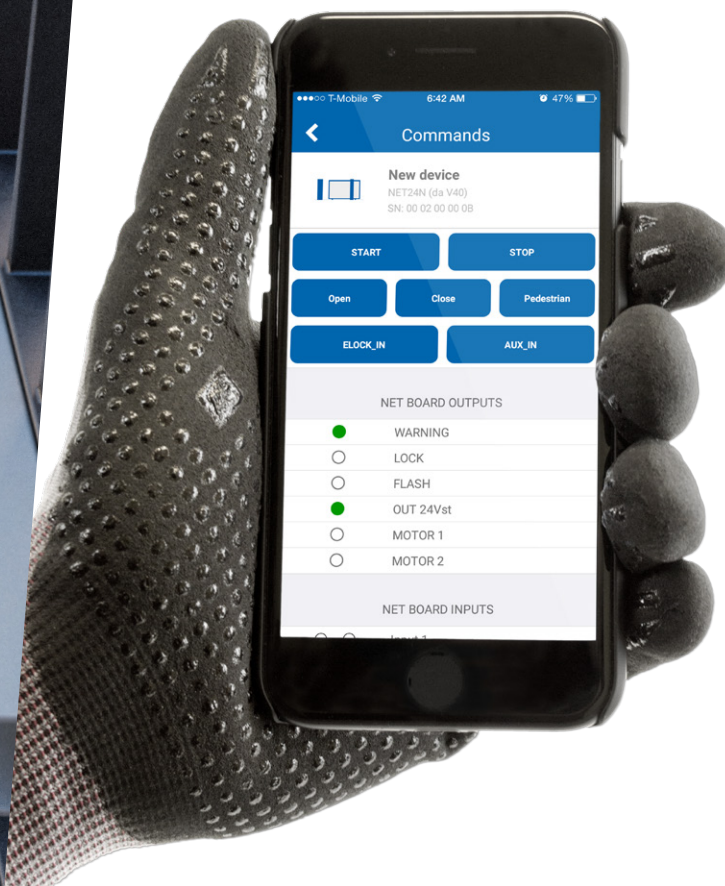 T-Mobile 6:42 AM 47%
Commands
New device
NET24N (da V40)
SN: 00 02 00 00 0B
START STOP
Open Close Pedestrian
ELOCK_IN AUX_IN
NET BOARD OUTPUTS
WARNING
LOCK
FLASH
OUT 24Vst
MOTOR 1
MOTOR 2
NET BOARD INPUTS
Input 1